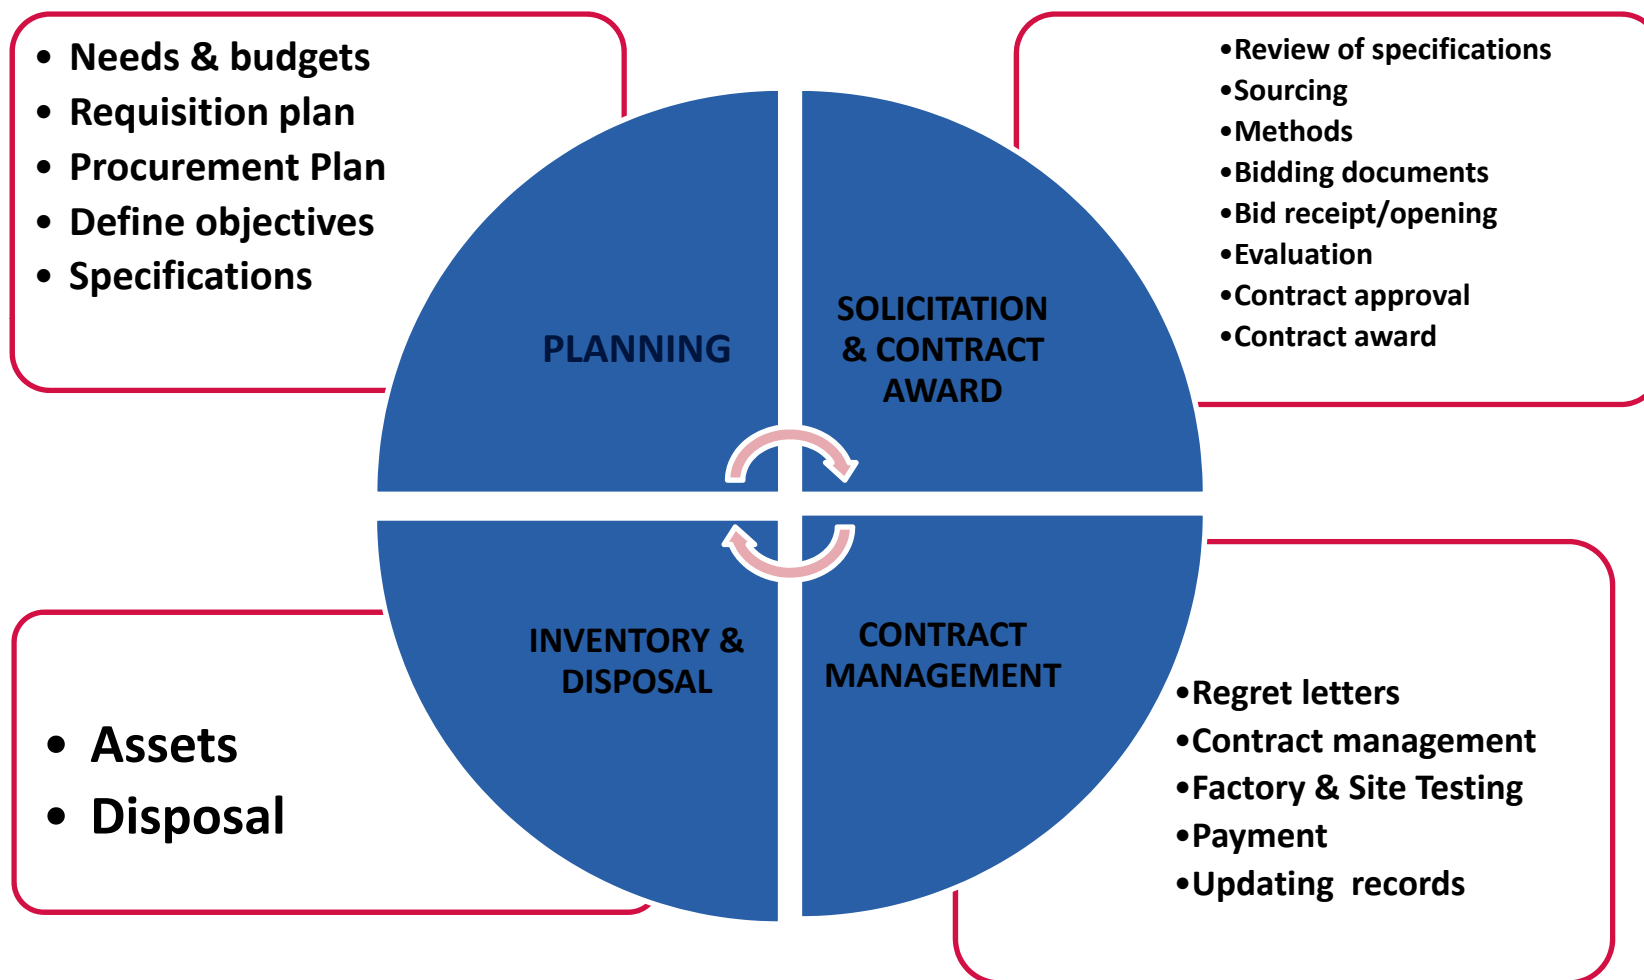 • Needs & budgets
• Requisition plan
• Procurement Plan
• Define objectives
• Specifications
•Review of specifications
•Sourcing
•Methods
•Bidding documents
•Bid receipt/opening
•Evaluation
•Contract approval
•Contract award
PLANNING
SOLICITATION
& CONTRACT
AWARD
INVENTORY &
DISPOSAL
CONTRACT
MANAGEMENT
• Assets
• Disposal
•Regret letters
•Contract management
•Factory & Site Testing
•Payment
•Updating  records